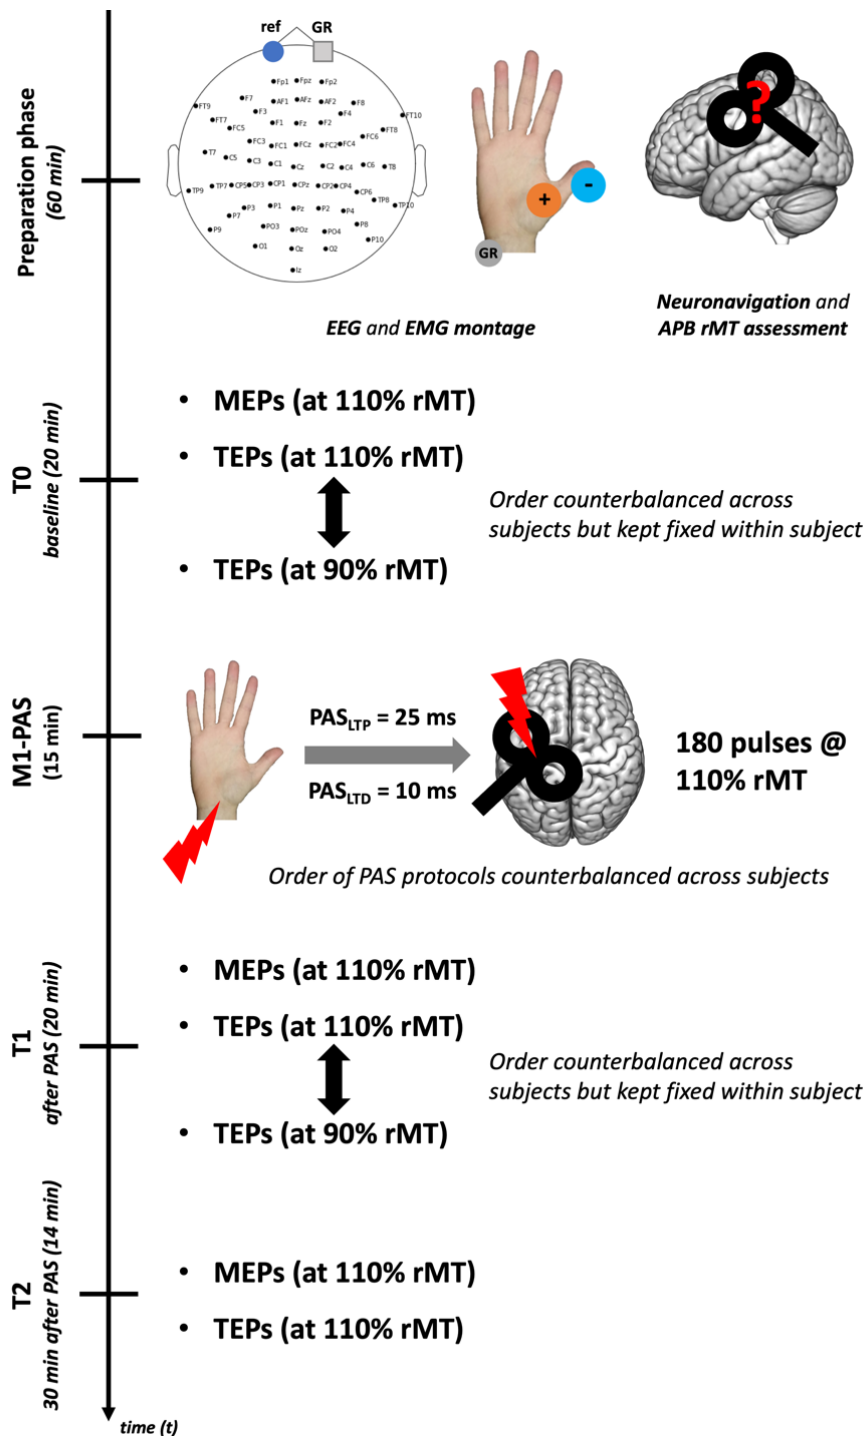 ref GR
Fp1 Fpz Fp2
AF1 AFz AF2 F8
F7
FT9 F3 F4 FT10
FT7 F1 Fz F2 FT8
FC5 FC6
FC3 FC1 FCz FC2 FC4
T7 C5 C3 C1 Cz C2 C4 C6 T8
TP9 TP7 CP5 CP3 CP1 CPz CP2 CP4 CP6 TP8 TP10
P9 P7 P3 P1 Pz P2 P4 P8 P10
PO3 POz PO4
O1 Oz O2
Iz
+ -
GR
?
Preparation phase
(60 min)
EEG and EMG montage
Neuronavigation and
APB rMT assessment
T0
baseline (20 min)
• MEPs (at 110% rMT)
• TEPs (at 110% rMT)
Order counterbalanced across
subjects but kept fixed within subject
• TEPs (at 90% rMT)
M1-PAS
(15 min)
PAS_LTP = 25 ms
PAS_LTD = 10 ms
180 pulses @
110% rMT
Order of PAS protocols counterbalanced across subjects
T1
after PAS (20 min)
• MEPs (at 110% rMT)
• TEPs (at 110% rMT)
Order counterbalanced across
subjects but kept fixed within subject
• TEPs (at 90% rMT)
T2
30 min after PAS (14 min)
• MEPs (at 110% rMT)
• TEPs (at 110% rMT)
time (t)